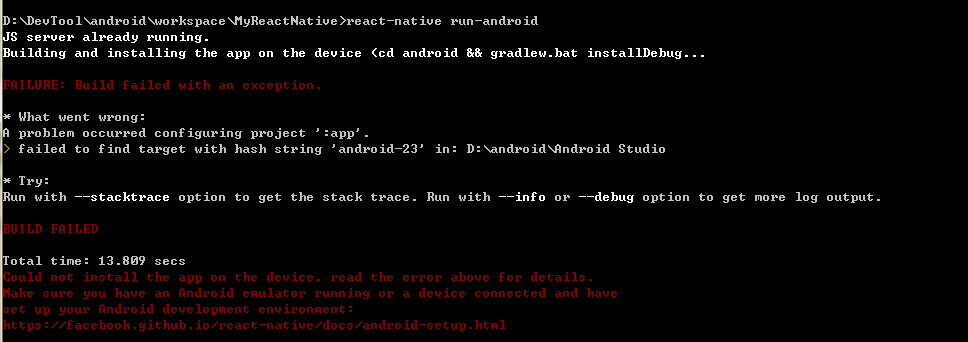 D:\DevTool\android\workspace\MyReactNative>react-native run-android
JS server already running.
Building and installing the app on the device (cd android && gradlew.bat installDebug...
FAILURE: Build failed with an exception.
* What went wrong:
A problem occurred configuring project ':app'.
> failed to find target with hash string 'android-23' in: D:\android\Android Studio
* Try:
Run with --stacktrace option to get the stack trace. Run with --info or --debug option to get more log output.
BUILD FAILED
Total time: 13.809 secs
Could not install the app on the device, read the error above for details.
Make sure you have an Android emulator running or a device connected and have
set up your Android development environment:
https://facebook.github.io/react-native/docs/android-setup.html